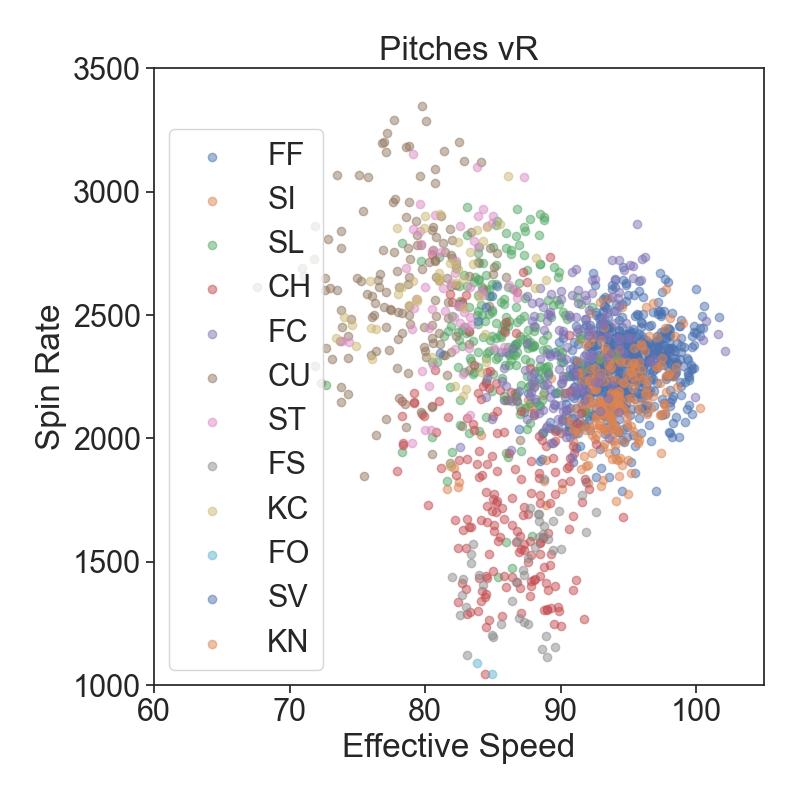 Pitches vR
3500
3000
2500
2000
1500
1000
Spin Rate
FF
SI
SL
CH
FC
CU
ST
FS
KC
FO
SV
KN
60 70 80 90 100
Effective Speed